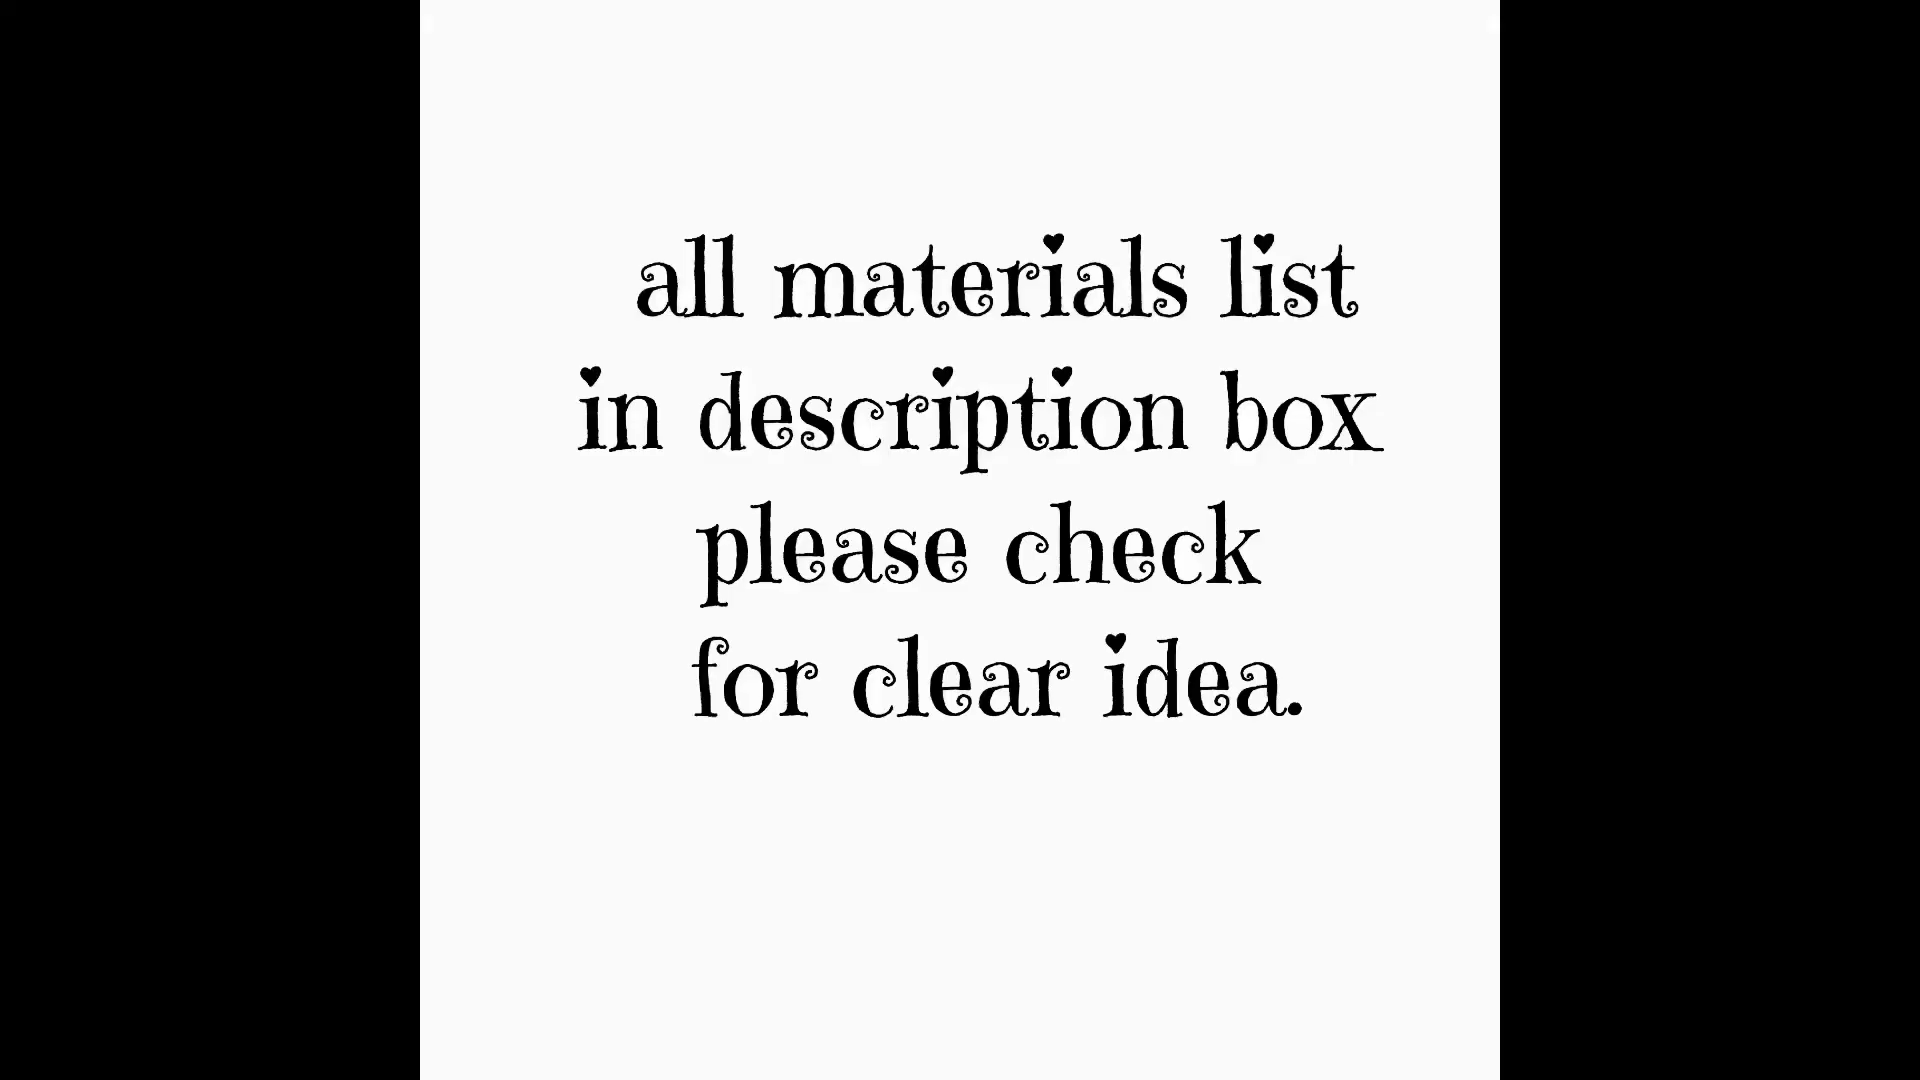 all materials list
in description box
please check
for clear idea.